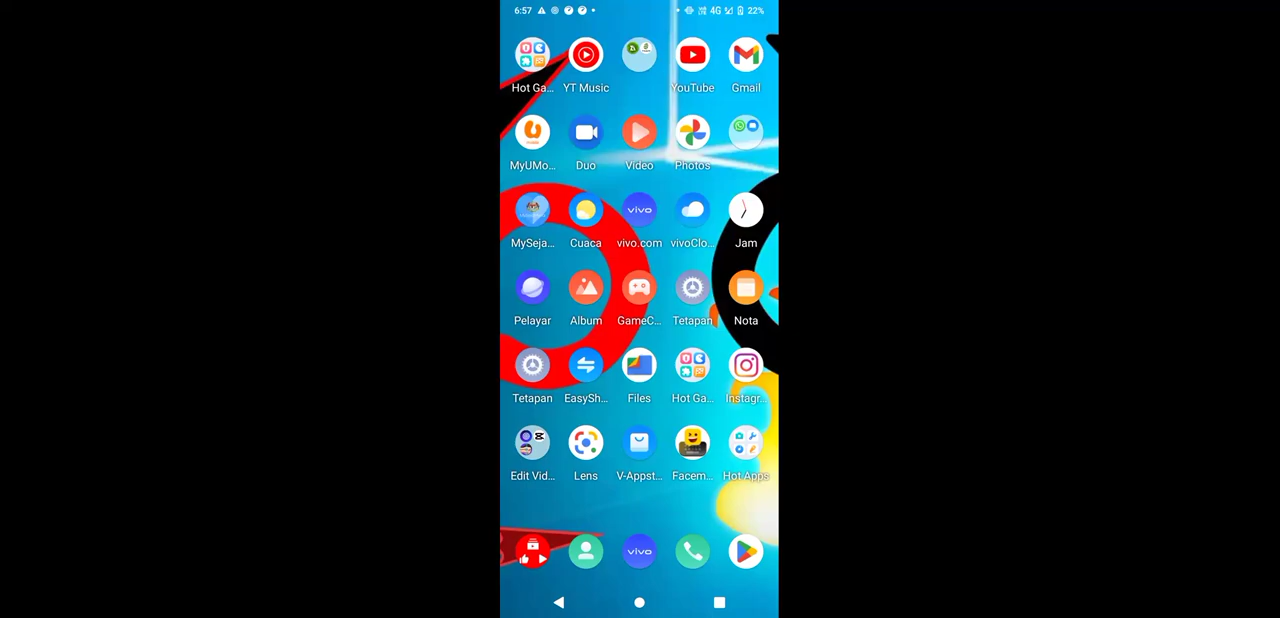 6:57 4G 22%
Hot Ga... YT Music YouTube Gmail
MyUMo... Duo Video Photos
vivo
MySeja... Cuaca vivo.com vivoClo... Jam
Pelayar Album GameC... Tetapan Nota
Tetapan EasySh... Files Hot Ga... Instagr...
Edit Vid... Lens V-Appst... Facem... Hot Apps
vivo